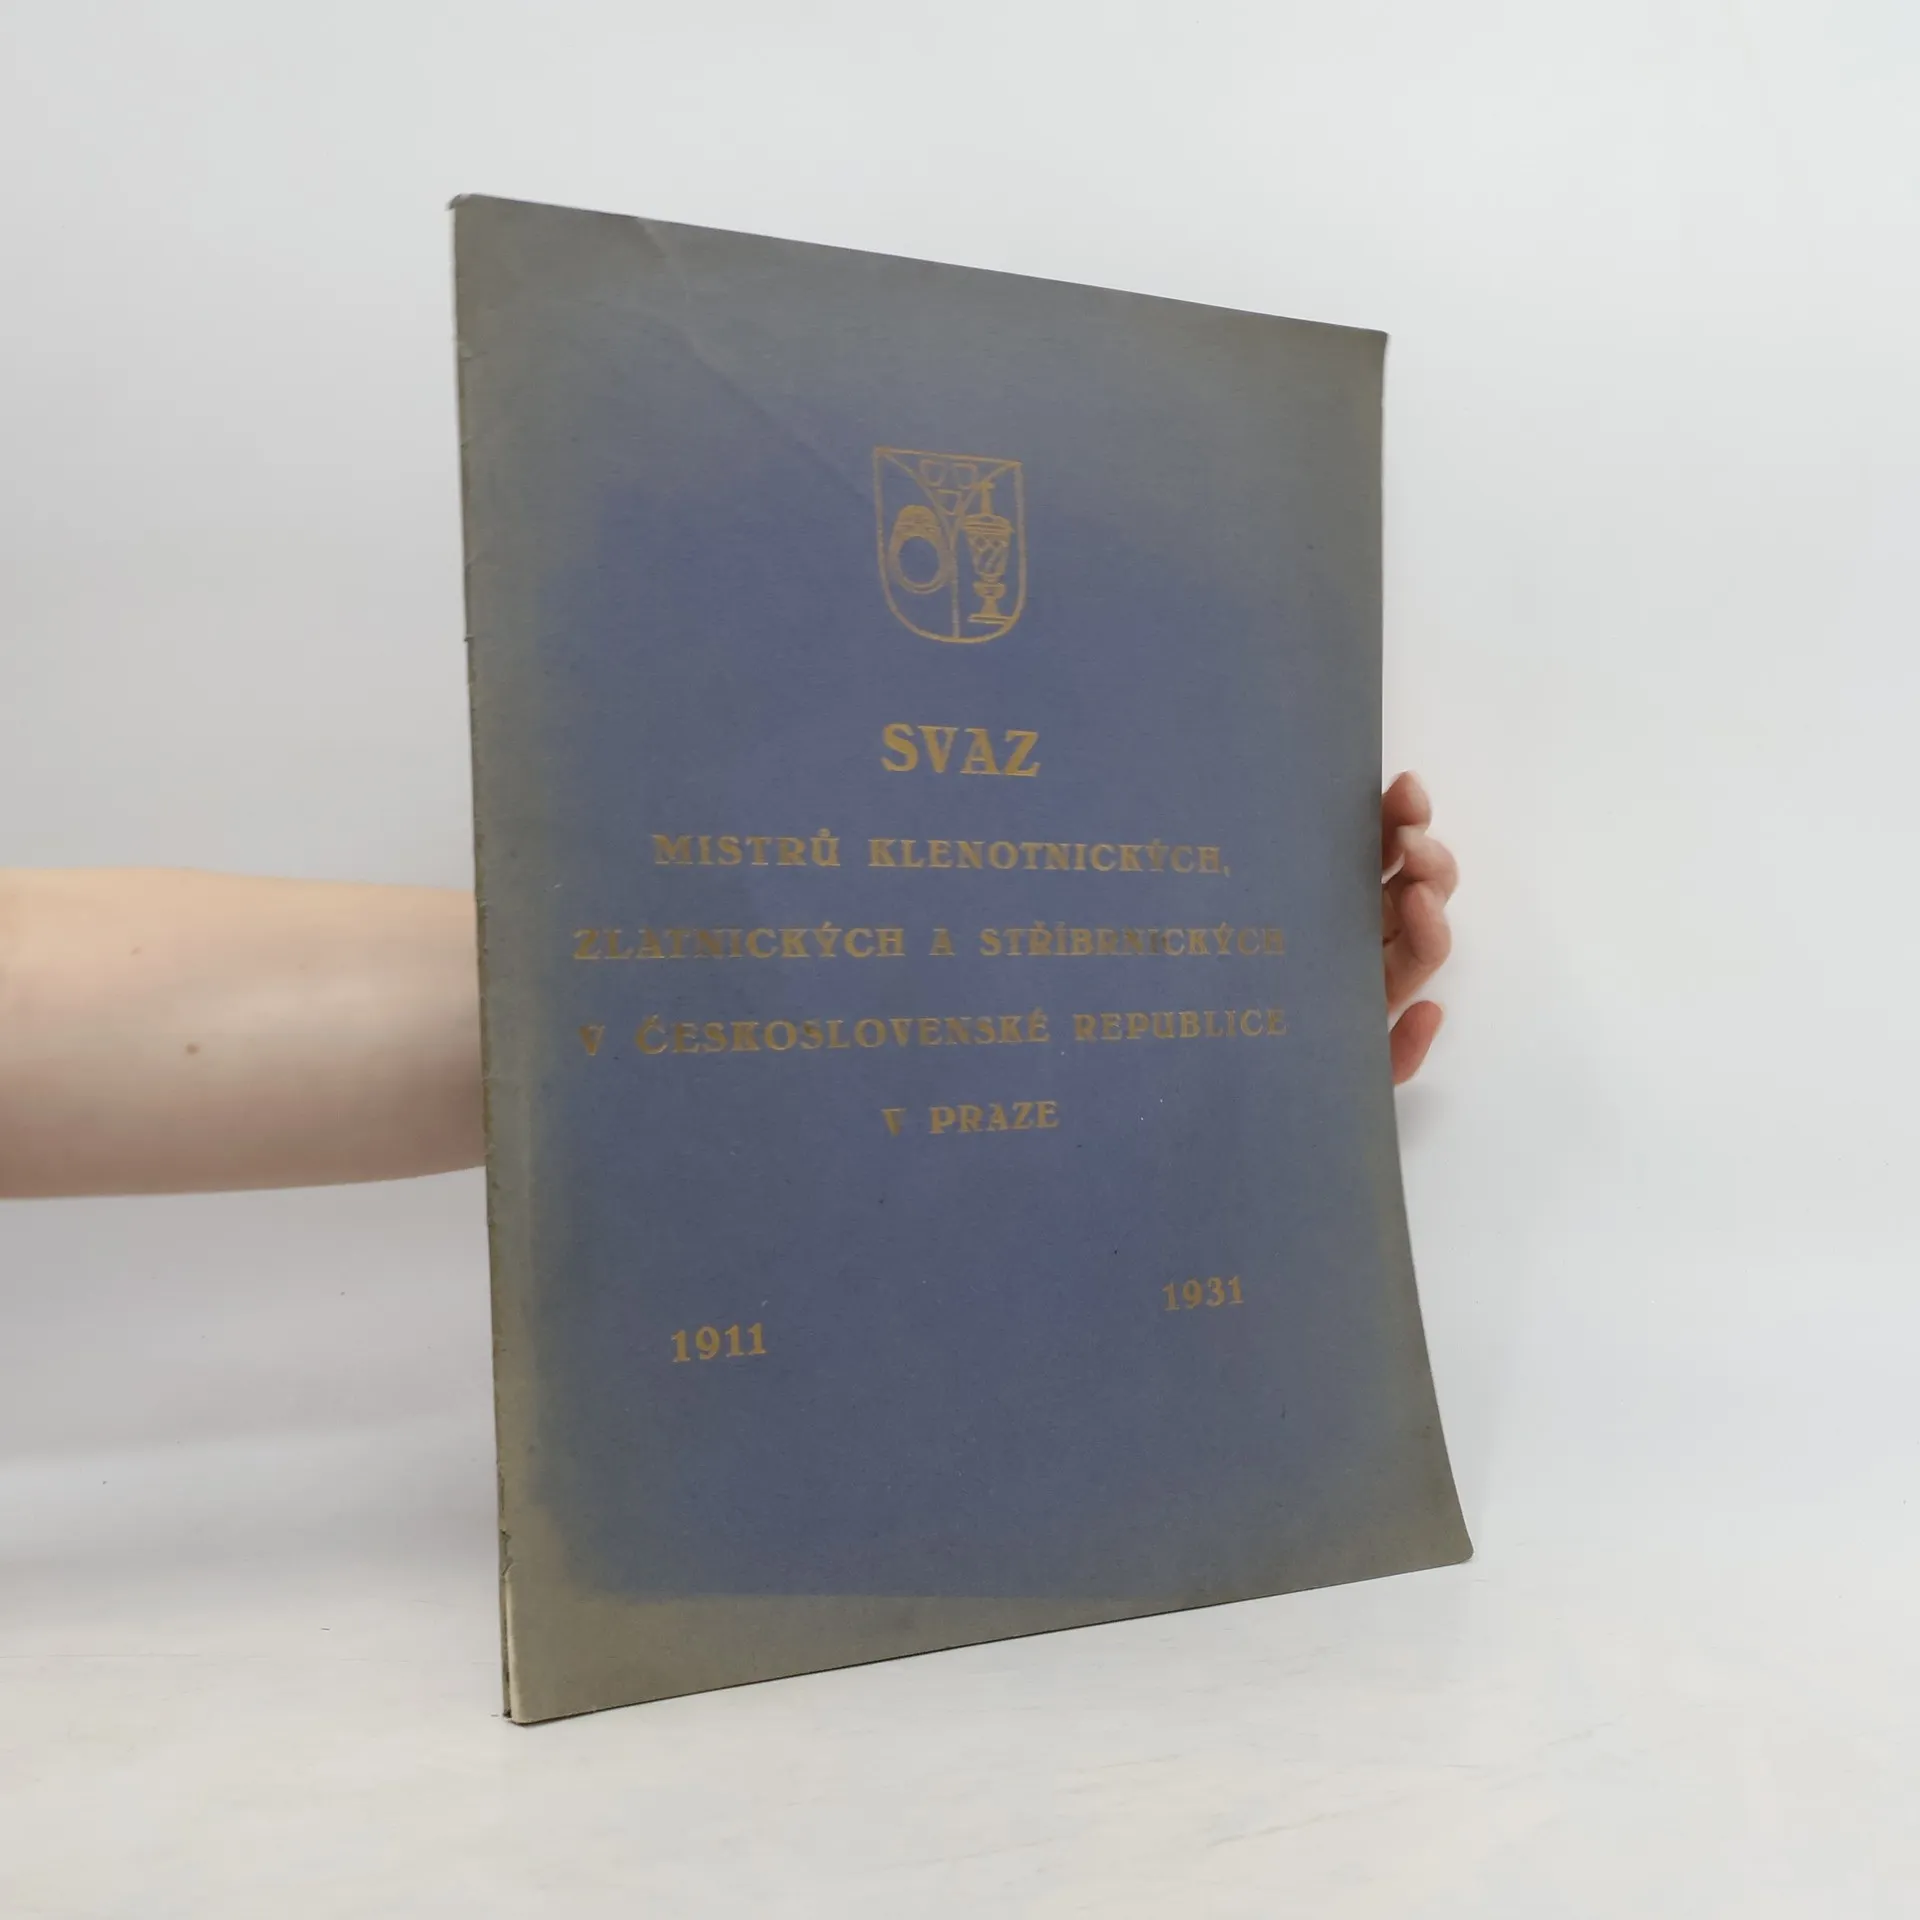 SVAZ
MISTRŮ KLENOTNICKÝCH,
ZLATNICKÝCH A STŘÍBRNICKÝCH
V ČESKOSLOVENSKÉ REPUBLICE
V PRAZE
1911 1931